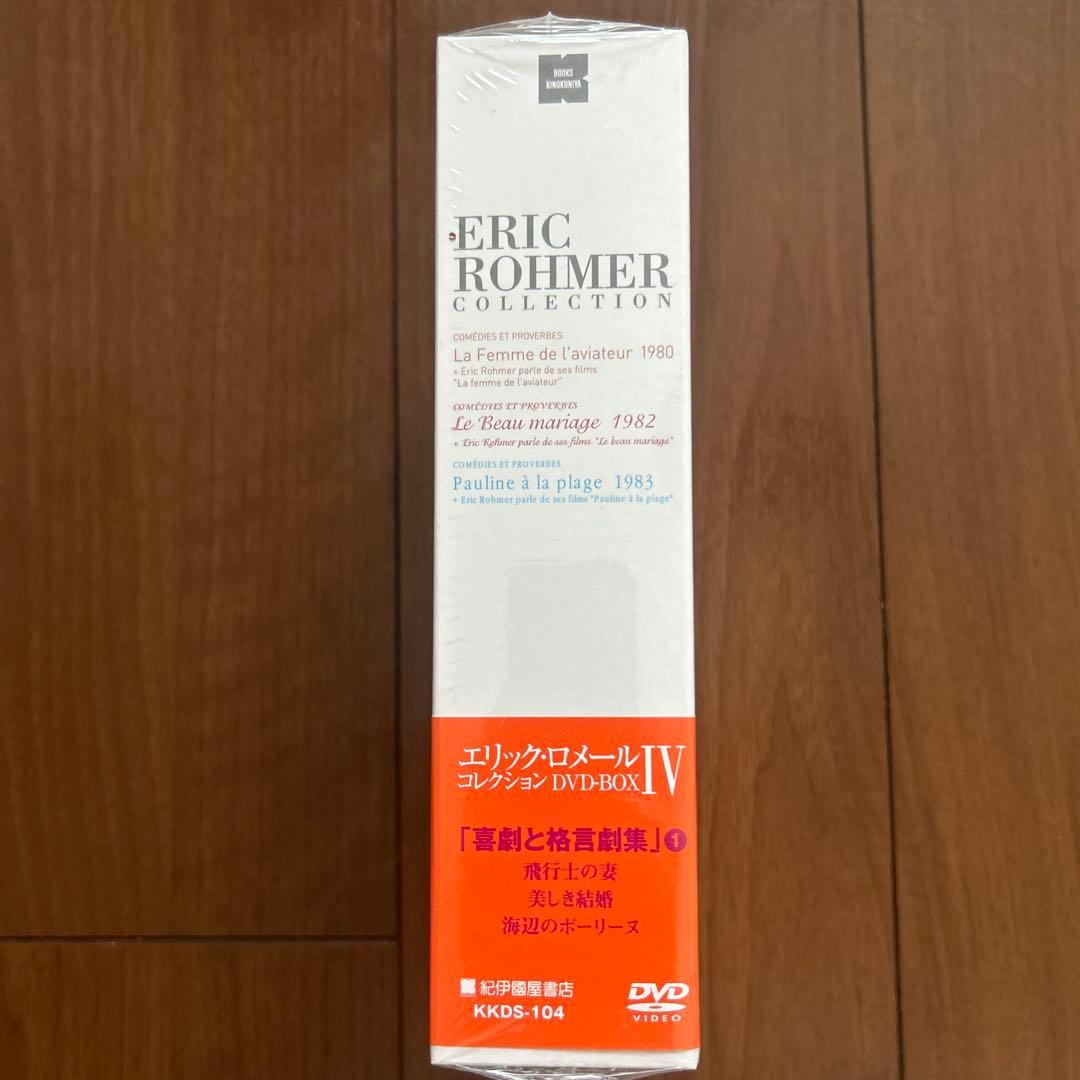 BOOKS
KINOKUNIYA
ERIC
ROHMER
COLLECTION
COMÉDIES ET PROVERBES
La Femme de l'aviateur 1980
+ Eric Rohmer parle de ses films
"La femme de l'aviateur"
COMÉDIES ET PROVERBES
Le Beau mariage 1982
+ Eric Rohmer parle de ses films "Le beau mariage"
COMÉDIES ET PROVERBES
Pauline à la plage 1983
+ Eric Rohmer parle de ses films "Pauline à la plage"
エリック・ロメール
コレクション DVD-BOX IV
「喜劇と格言劇集」❶
飛行士の妻
美しき結婚
海辺のポーリーヌ
紀伊國屋書店
KKDS-104
DVD
VIDEO